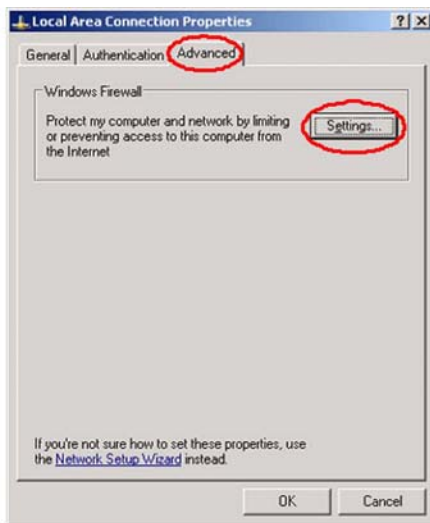 Local Area Connection Properties
General Authentication Advanced
Windows Firewall
Protect my computer and network by limiting
or preventing access to this computer from
the Internet
Settings...
If you're not sure how to set these properties, use
the Network Setup Wizard instead.
OK Cancel